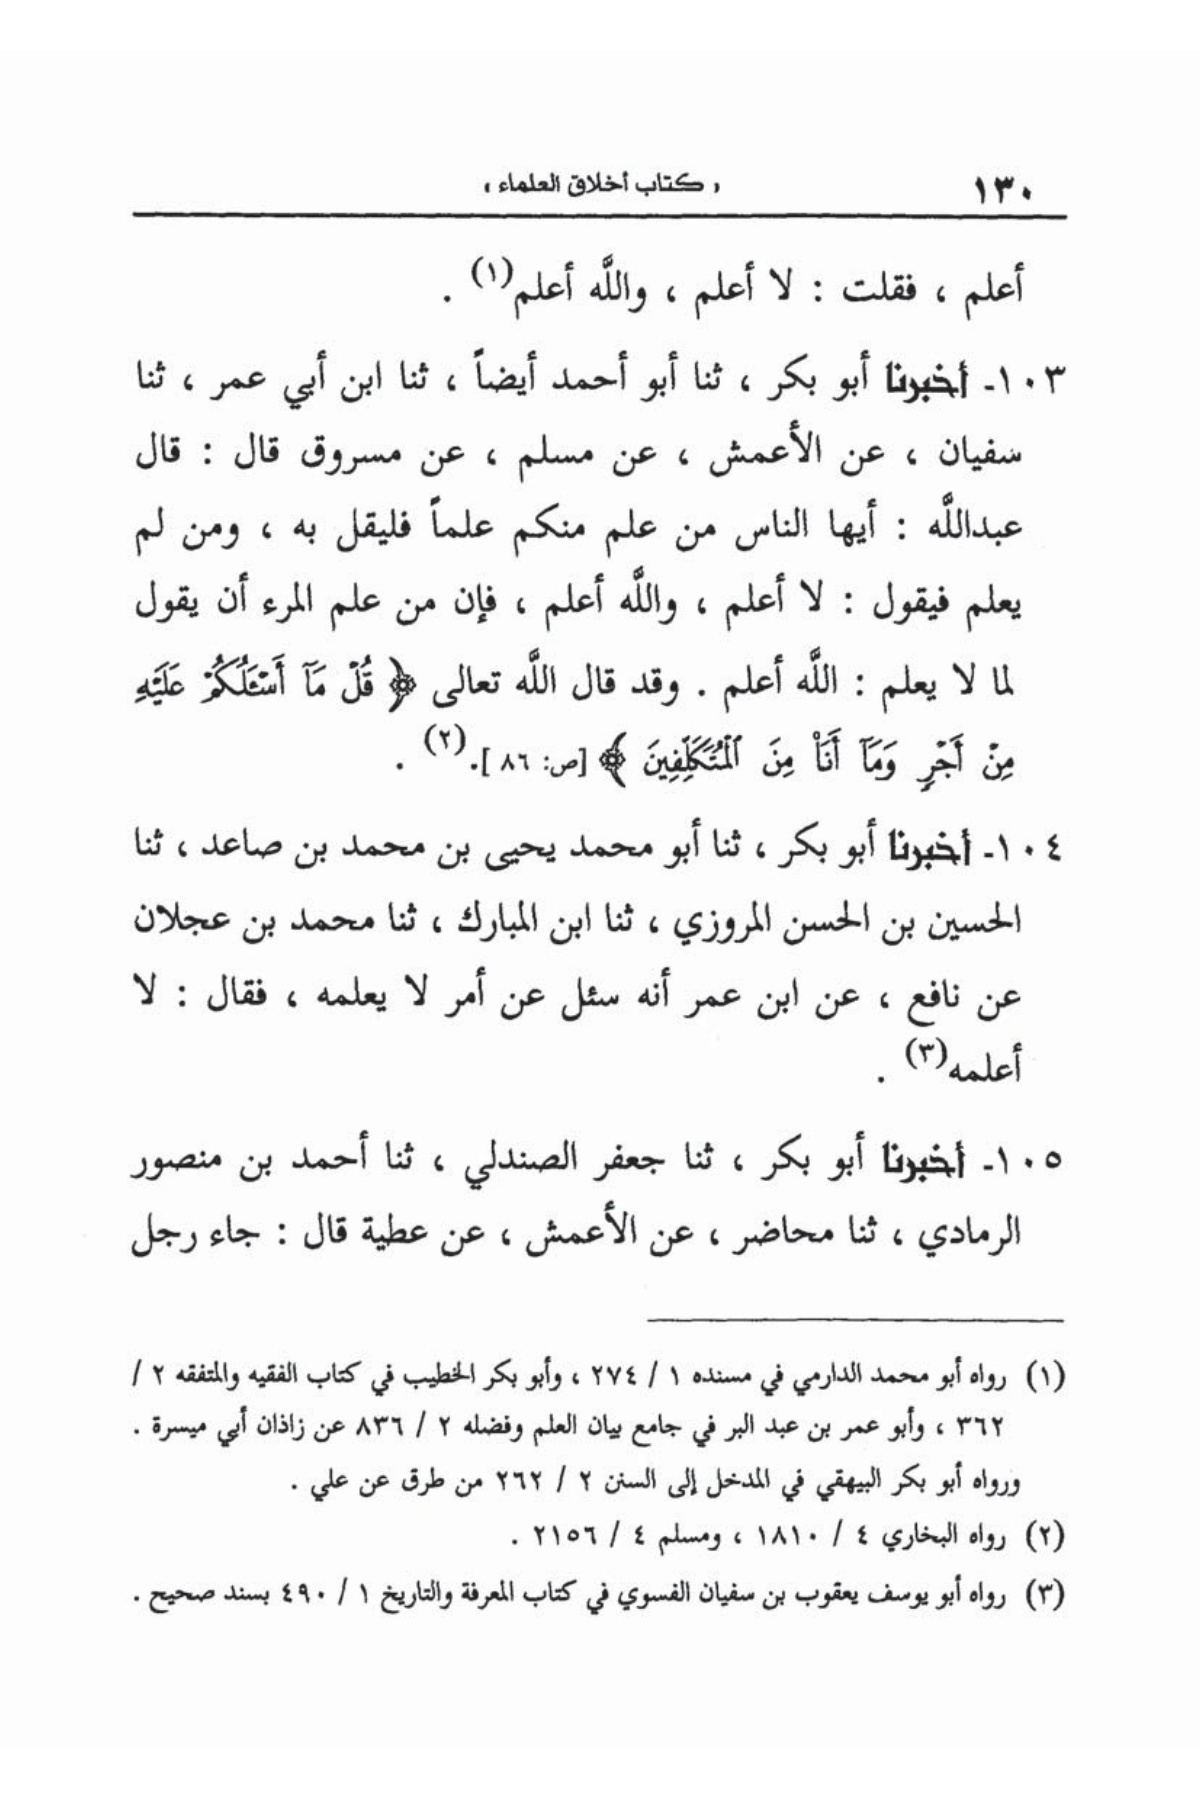 ١٣٠ «كتاب أخلاق العلماء»
أعلم ، فقلت : لا أعلم ، واللَّه أعلم(١) .
١٠٣ـ أخبرنا أبو بكر ، ثنا أبو أحمد أيضاً ، ثنا ابن أبي عمر ، ثنا
سفيان ، عن الأعمش ، عن مسلم ، عن مسروق قال : قال
عبداللَّه : أيها الناس من علم منكم علماً فليقل به ، ومن لم
يعلم فيقول : لا أعلم ، واللَّه أعلم ، فإن من علم المرء أن يقول
لما لا يعلم : اللَّه أعلم . وقد قال اللَّه تعالى ﴿ قُلْ مَآ أَسْـَٔلُكُمْ عَلَيْهِ
مِنْ أَجْرٍ وَمَآ أَنَا۠ مِنَ ٱلْمُتَكَلِّفِينَ ﴾ [ص: ٨٦ ].(٢) .
١٠٤ـ أخبرنا أبو بكر ، ثنا أبو محمد يحيى بن محمد بن صاعد ، ثنا
الحسين بن الحسن المروزي ، ثنا ابن المبارك ، ثنا محمد بن عجلان
عن نافع ، عن ابن عمر أنه سئل عن أمر لا يعلمه ، فقال : لا
أعلمه(٣) .
١٠٥ـ أخبرنا أبو بكر ، ثنا جعفر الصندلي ، ثنا أحمد بن منصور
الرمادي ، ثنا محاضر ، عن الأعمش ، عن عطية قال : جاء رجل
(١) رواه أبو محمد الدارمي في مسنده ١ / ٢٧٤ ، وأبو بكر الخطيب في كتاب الفقيه والمتفقه ٢ /
٣٦٢ ، وأبو عمر بن عبد البر في جامع بيان العلم وفضله ٢ / ٨٣٦ عن زاذان أبي ميسرة .
ورواه أبو بكر البيهقي في المدخل إلى السنن ٢ / ٢٦٢ من طرق عن علي .
(٢) رواه البخاري ٤ / ١٨١٠ ، ومسلم ٤ / ٢١٥٦ .
(٣) رواه أبو يوسف يعقوب بن سفيان الفسوي في كتاب المعرفة والتاريخ ١ / ٤٩٠ بسند صحيح .